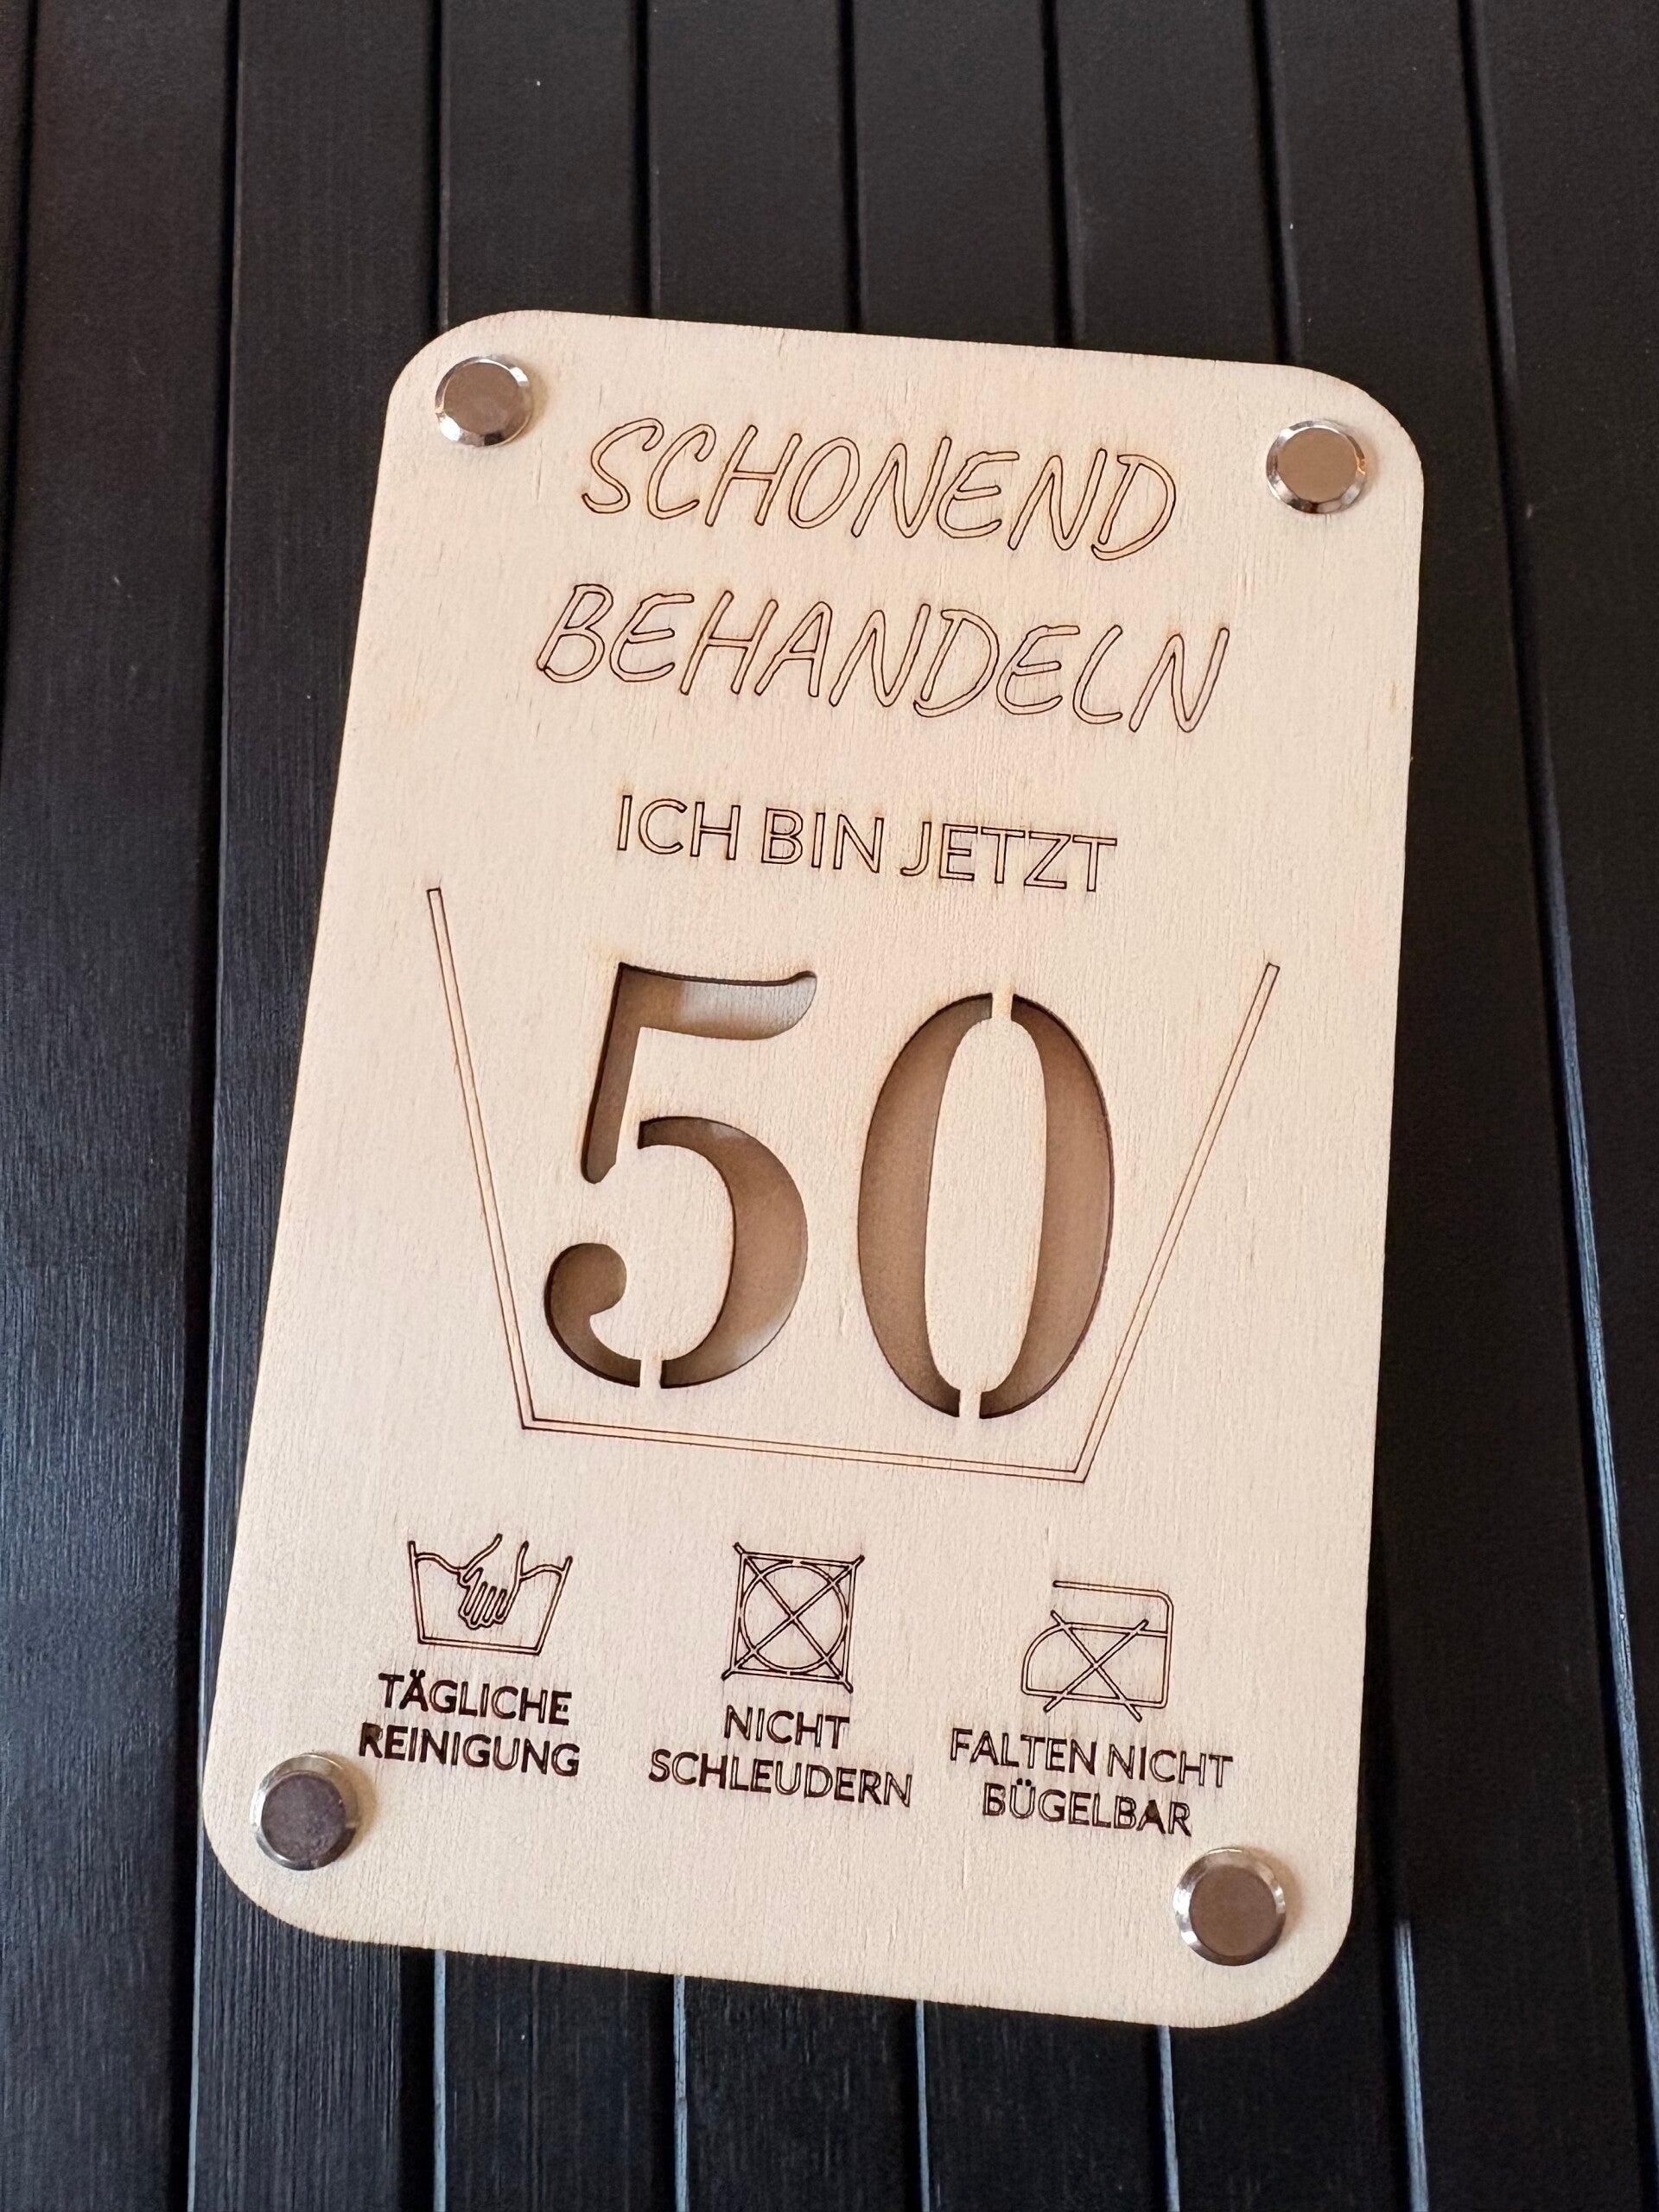 SCHONEND
BEHANDELN
ICH BIN JETZT
50
TÄGLICHE
REINIGUNG
NICHT
SCHLEUDERN
FALTEN NICHT
BÜGELBAR